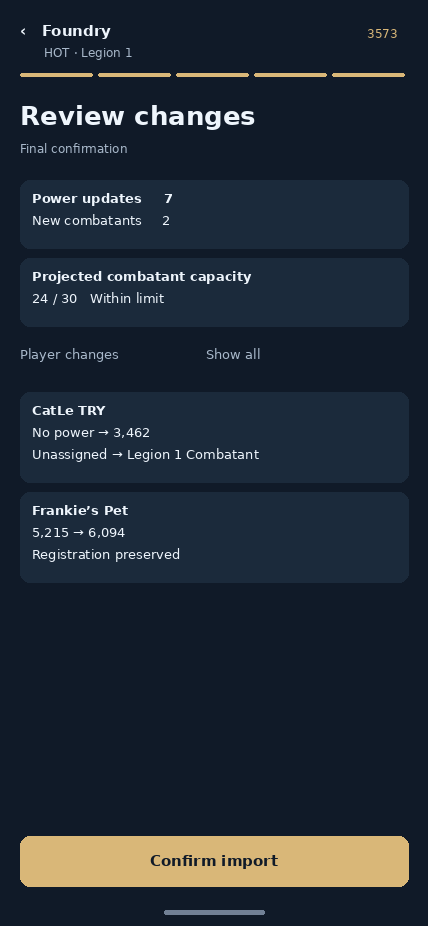 ‹ Foundry
3573
HOT · Legion 1
Review changes
Final confirmation
Power updates 7
New combatants 2
Projected combatant capacity
24 / 30 Within limit
Player changes Show all
CatLe TRY
No power → 3,462
Unassigned → Legion 1 Combatant
Frankie’s Pet
5,215 → 6,094
Registration preserved
Confirm import